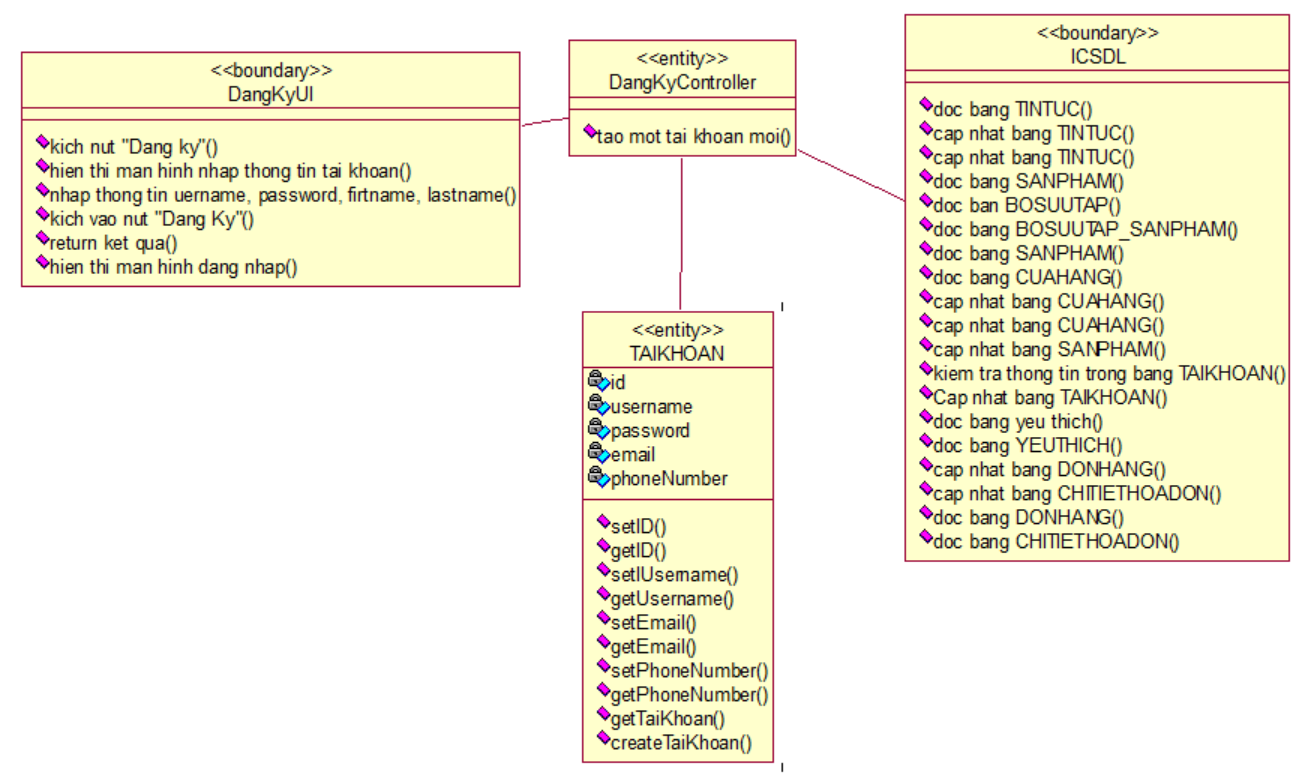 <<boundary>>
DangKyUI
kich nut "Dang ky"()
hien thi man hinh nhap thong tin tai khoan()
nhap thong tin uername, password, firtname, lastname()
kich vao nut "Dang Ky"()
return ket qua()
hien thi man hinh dang nhap()
<<entity>>
DangKyController
tao mot tai khoan moi()
<<boundary>>
ICSDL
doc bang TINTUC()
cap nhat bang TINTUC()
cap nhat bang TINTUC()
doc bang SANPHAM()
doc ban BOSUUTAP()
doc bang BOSUUTAP_SANPHAM()
doc bang SANPHAM()
doc bang CUAHANG()
cap nhat bang CUAHANG()
cap nhat bang CUAHANG()
cap nhat bang SANPHAM()
kiem tra thong tin trong bang TAIKHOAN()
Cap nhat bang TAIKHOAN()
doc bang yeu thich()
doc bang YEUTHICH()
cap nhat bang DONHANG()
cap nhat bang CHITIETHOADON()
doc bang DONHANG()
doc bang CHITIETHOADON()
<<entity>>
TAIKHOAN
id
username
password
email
phoneNumber
setID()
getID()
setIUsername()
getUsername()
setEmail()
getEmail()
setPhoneNumber()
getPhoneNumber()
getTaiKhoan()
createTaiKhoan()